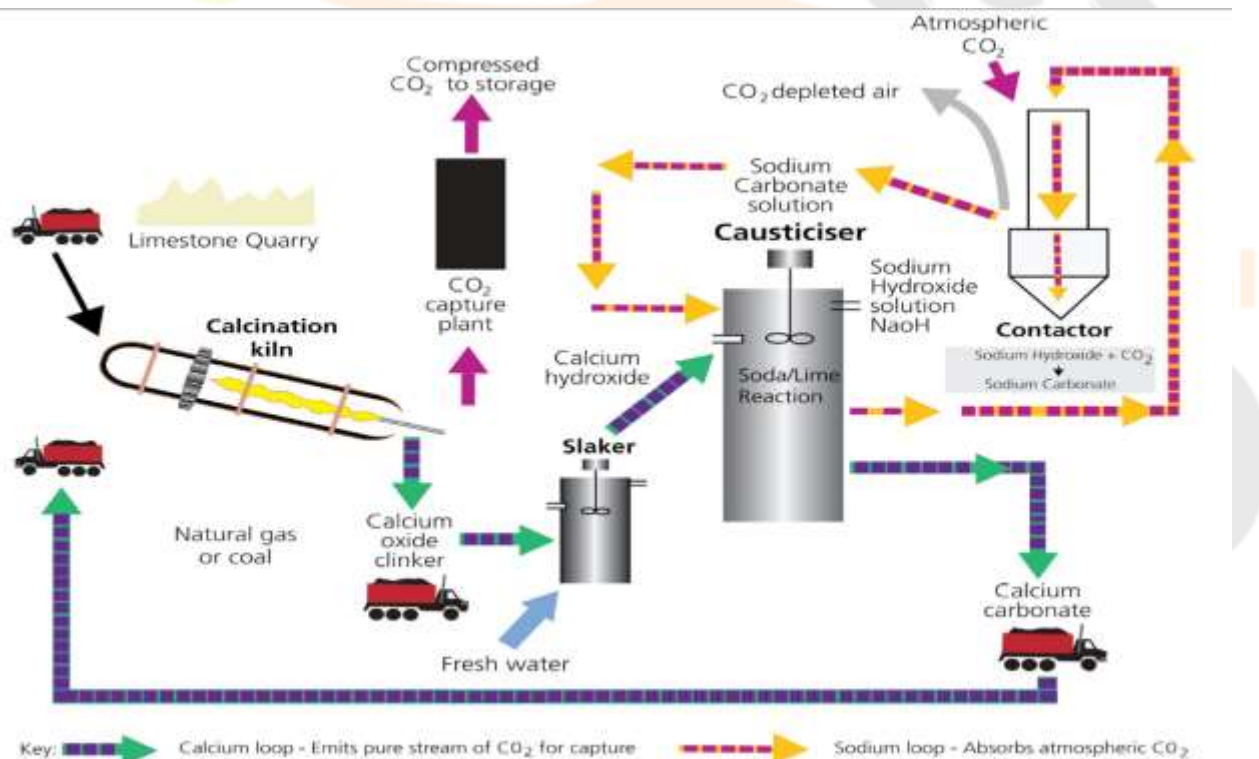 Atmospheric
CO2
Compressed
CO2 to storage
CO2 depleted air
Sodium
Carbonate
solution
Limestone Quarry
Causticiser
Sodium
Hydroxide
solution
NaoH
CO2
capture
plant
Calcination
kiln
Contactor
Sodium Hydroxide + CO2
Sodium Carbonate
Calcium
hydroxide
Soda/Lime
Reaction
Slaker
Natural gas
or coal
Calcium
oxide
clinker
Calcium
carbonate
Fresh water
Key:
Calcium loop - Emits pure stream of CO2 for capture
Sodium loop - Absorbs atmospheric CO2